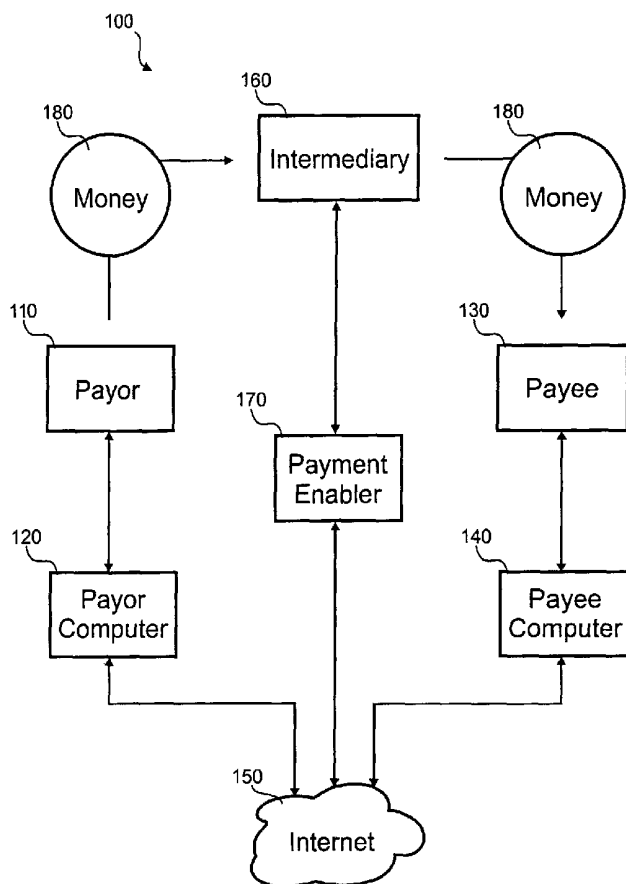 100
160
180
180
Intermediary
Money
Money
110
130
Payor
Payee
170
Payment
Enabler
120
140
Payor
Computer
Payee
Computer
150
Internet